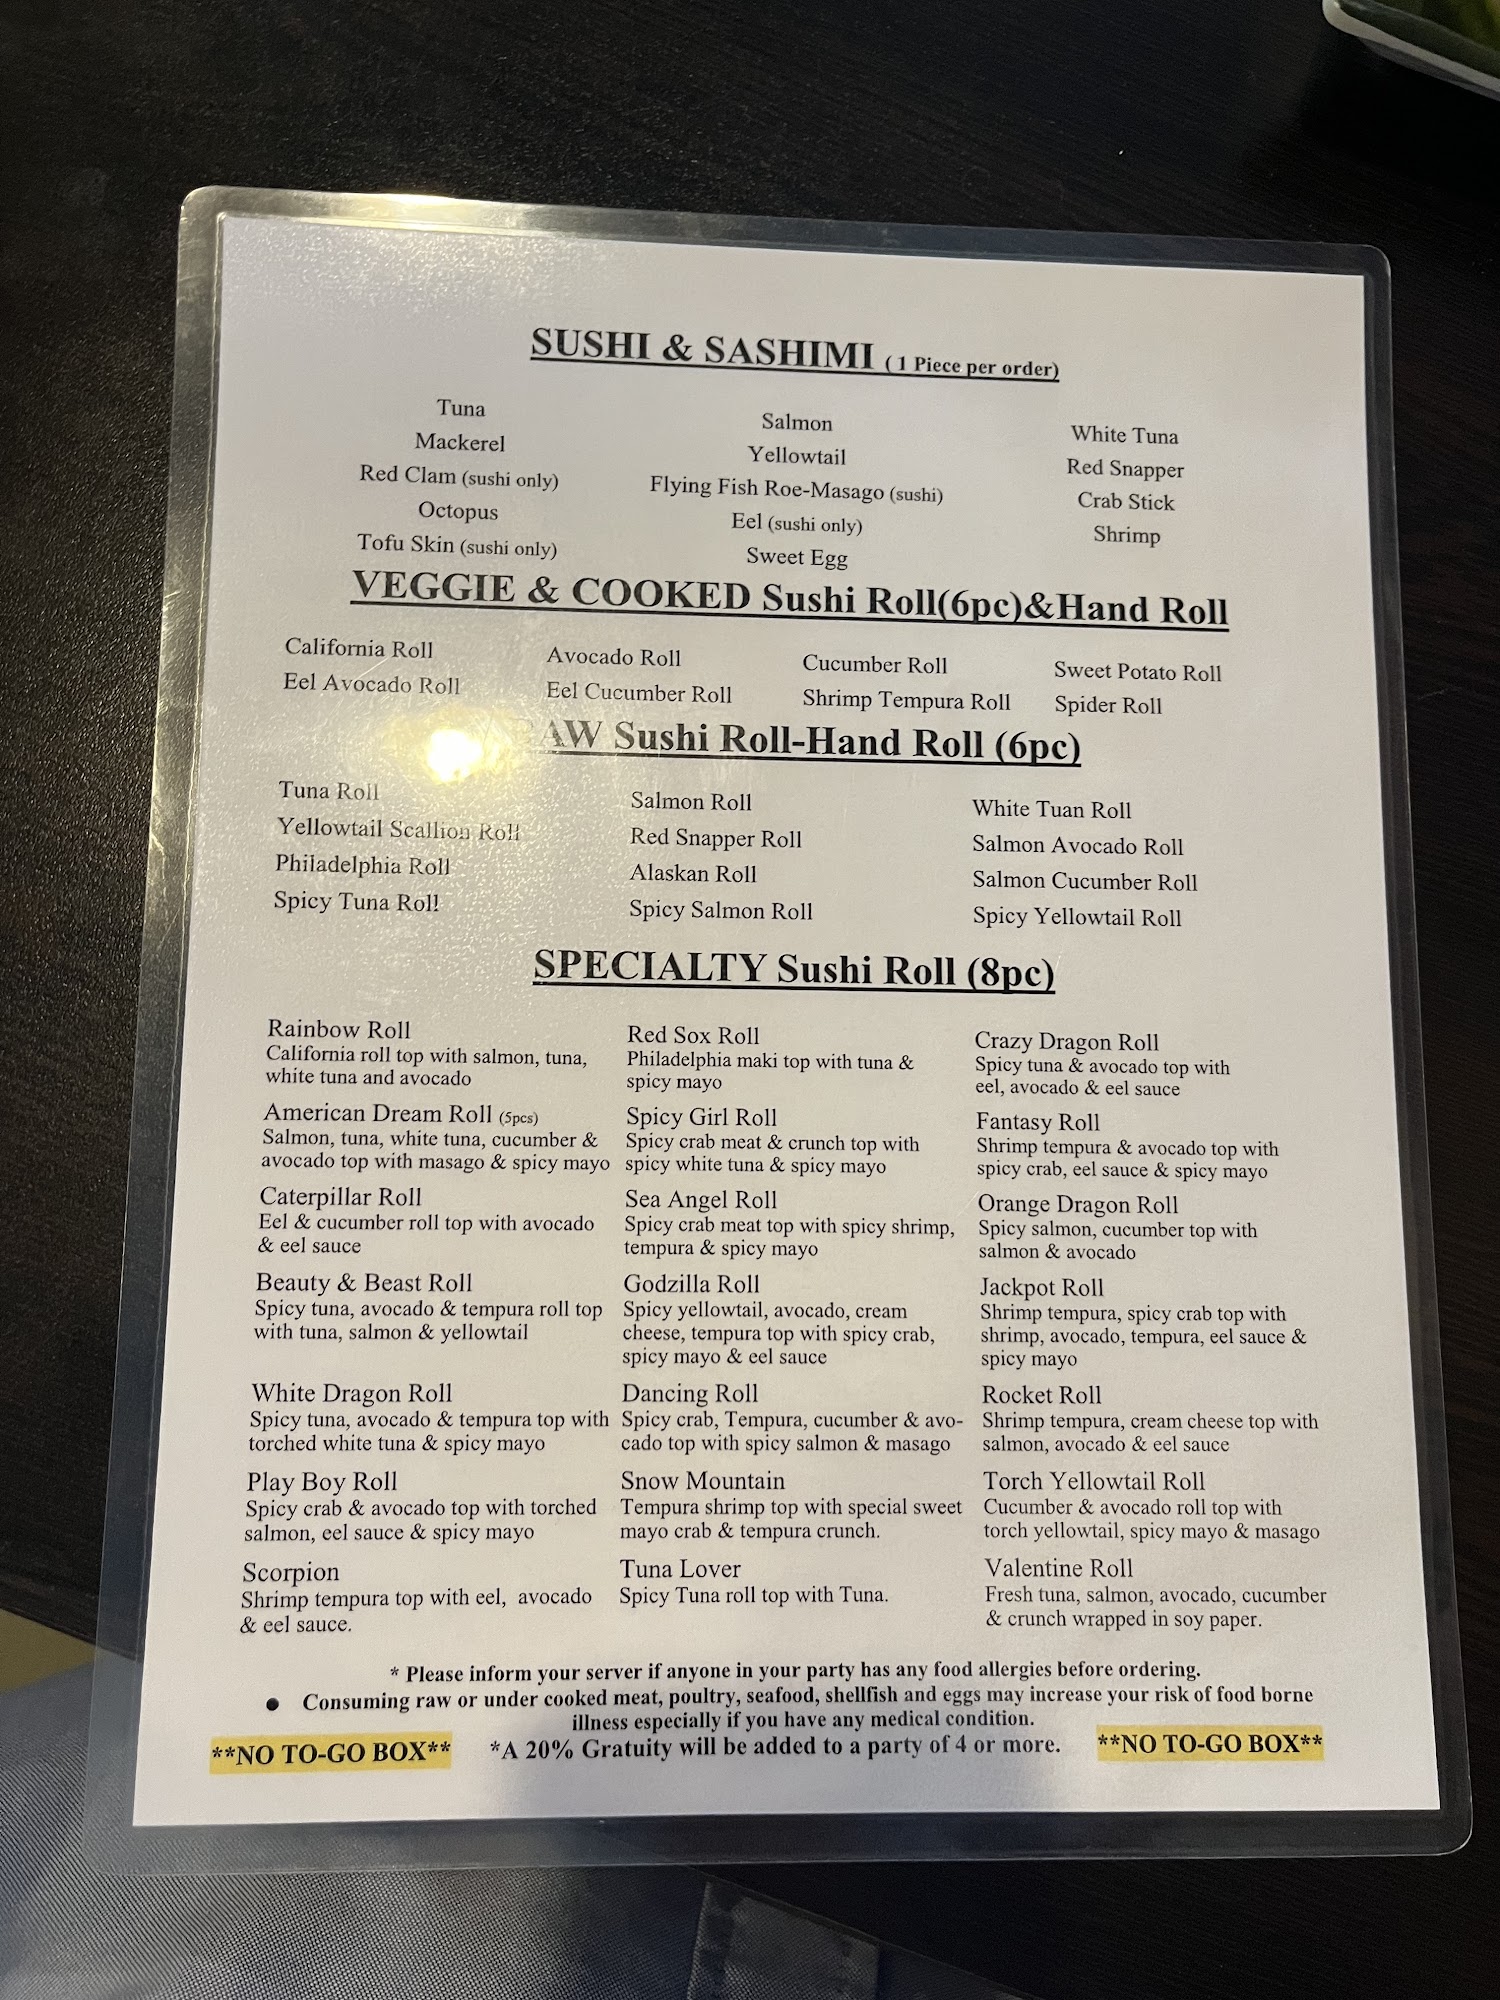 SUSHI & SASHIMI ( 1 Piece per order)
Tuna
Salmon
White Tuna
Mackerel
Yellowtail
Red Snapper
Red Clam (sushi only)
Flying Fish Roe-Masago (sushi)
Crab Stick
Octopus
Eel (sushi only)
Shrimp
Tofu Skin (sushi only)
Sweet Egg
VEGGIE & COOKED Sushi Roll(6pc)&Hand Roll
California Roll
Avocado Roll
Cucumber Roll
Sweet Potato Roll
Eel Avocado Roll
Eel Cucumber Roll
Shrimp Tempura Roll
Spider Roll
RAW Sushi Roll-Hand Roll (6pc)
Tuna Roll
Salmon Roll
White Tuan Roll
Yellowtail Scallion Roll
Red Snapper Roll
Salmon Avocado Roll
Philadelphia Roll
Alaskan Roll
Salmon Cucumber Roll
Spicy Tuna Roll
Spicy Salmon Roll
Spicy Yellowtail Roll
SPECIALTY Sushi Roll (8pc)
Rainbow Roll
California roll top with salmon, tuna,
white tuna and avocado
Red Sox Roll
Philadelphia maki top with tuna &
spicy mayo
Crazy Dragon Roll
Spicy tuna & avocado top with
eel, avocado & eel sauce
American Dream Roll (5pcs)
Salmon, tuna, white tuna, cucumber &
avocado top with masago & spicy mayo
Spicy Girl Roll
Spicy crab meat & crunch top with
spicy white tuna & spicy mayo
Fantasy Roll
Shrimp tempura & avocado top with
spicy crab, eel sauce & spicy mayo
Caterpillar Roll
Eel & cucumber roll top with avocado
& eel sauce
Sea Angel Roll
Spicy crab meat top with spicy shrimp,
tempura & spicy mayo
Orange Dragon Roll
Spicy salmon, cucumber top with
salmon & avocado
Beauty & Beast Roll
Spicy tuna, avocado & tempura roll top
with tuna, salmon & yellowtail
Godzilla Roll
Spicy yellowtail, avocado, cream
cheese, tempura top with spicy crab,
spicy mayo & eel sauce
Jackpot Roll
Shrimp tempura, spicy crab top with
shrimp, avocado, tempura, eel sauce &
spicy mayo
White Dragon Roll
Spicy tuna, avocado & tempura top with
torched white tuna & spicy mayo
Dancing Roll
Spicy crab, Tempura, cucumber & avo-
cado top with spicy salmon & masago
Rocket Roll
Shrimp tempura, cream cheese top with
salmon, avocado & eel sauce
Play Boy Roll
Spicy crab & avocado top with torched
salmon, eel sauce & spicy mayo
Snow Mountain
Tempura shrimp top with special sweet
mayo crab & tempura crunch.
Torch Yellowtail Roll
Cucumber & avocado roll top with
torch yellowtail, spicy mayo & masago
Scorpion
Shrimp tempura top with eel, avocado
& eel sauce.
Tuna Lover
Spicy Tuna roll top with Tuna.
Valentine Roll
Fresh tuna, salmon, avocado, cucumber
& crunch wrapped in soy paper.
* Please inform your server if anyone in your party has any food allergies before ordering.
● Consuming raw or under cooked meat, poultry, seafood, shellfish and eggs may increase your risk of food borne
illness especially if you have any medical condition.
**NO TO-GO BOX**
*A 20% Gratuity will be added to a party of 4 or more.
**NO TO-GO BOX**